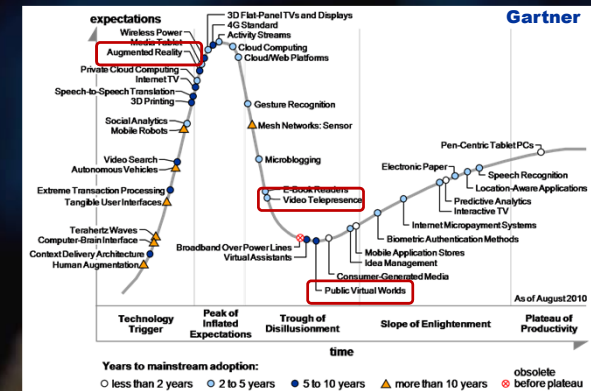 Gartner
expectations
3D Flat-Panel TVs and Displays
4G Standard
Activity Streams
Wireless Power
Media Tablet
Augmented Reality
Cloud Computing
Cloud/Web Platforms
Private Cloud Computing
Internet TV
Speech-to-Speech Translation
3D Printing
Gesture Recognition
Social Analytics
Mobile Robots
Mesh Networks: Sensor
Pen-Centric Tablet PCs
Video Search
Autonomous Vehicles
Microblogging
Electronic Paper
Speech Recognition
Location-Aware Applications
Extreme Transaction Processing
Tangible User Interfaces
E-Book Readers
Video Telepresence
Predictive Analytics
Interactive TV
Internet Micropayment Systems
Terahertz Waves
Computer-Brain Interface
Context Delivery Architecture
Human Augmentation
Broadband Over Power Lines
Virtual Assistants
Biometric Authentication Methods
Mobile Application Stores
Idea Management
Consumer-Generated Media
Public Virtual Worlds
As of August 2010
Technology
Trigger
Peak of
Inflated
Expectations
Trough of
Disillusionment
Slope of Enlightenment
Plateau of
Productivity
time
Years to mainstream adoption:
less than 2 years
2 to 5 years
5 to 10 years
more than 10 years
obsolete
before plateau